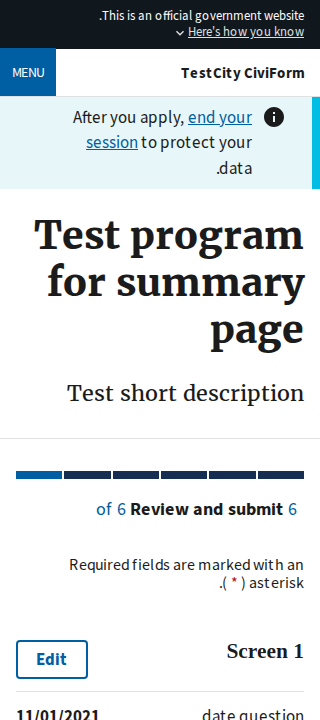 .This is an official government website
Here's how you know
MENU
TestCity CiviForm
After you apply, end your
session to protect your
.data
Test program
for summary
page
Test short description
of 6 Review and submit 6
Required fields are marked with an
.( * ) asterisk
Edit
Screen 1
11/01/2021
date question